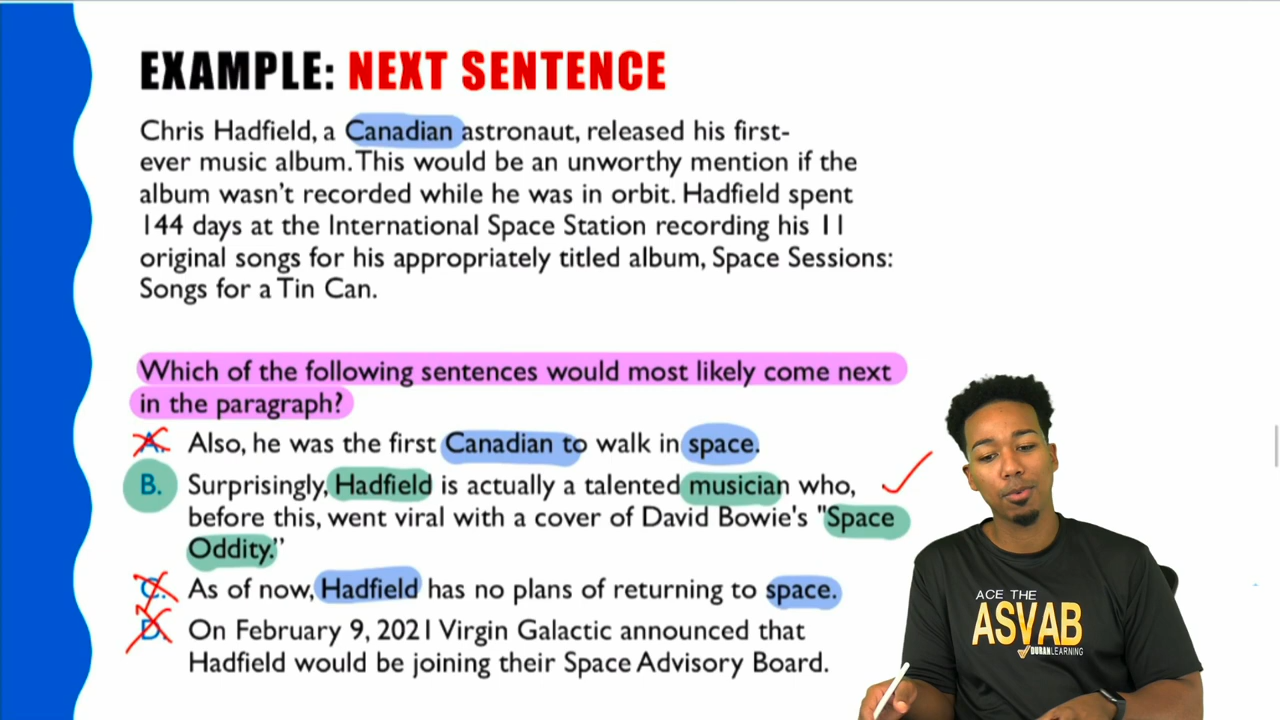 EXAMPLE: NEXT SENTENCE
Chris Hadfield, a Canadian astronaut, released his first-
ever music album. This would be an unworthy mention if the
album wasn't recorded while he was in orbit. Hadfield spent
144 days at the International Space Station recording his 11
original songs for his appropriately titled album, Space Sessions:
Songs for a Tin Can.
Which of the following sentences would most likely come next
in the paragraph?
A. Also, he was the first Canadian to walk in space.
B. Surprisingly, Hadfield is actually a talented musician who,
before this, went viral with a cover of David Bowie's "Space
Oddity."
C. As of now, Hadfield has no plans of returning to space.
D. On February 9, 2021 Virgin Galactic announced that
Hadfield would be joining their Space Advisory Board.
ACE THE
ASVAB
DURAN LEARNING